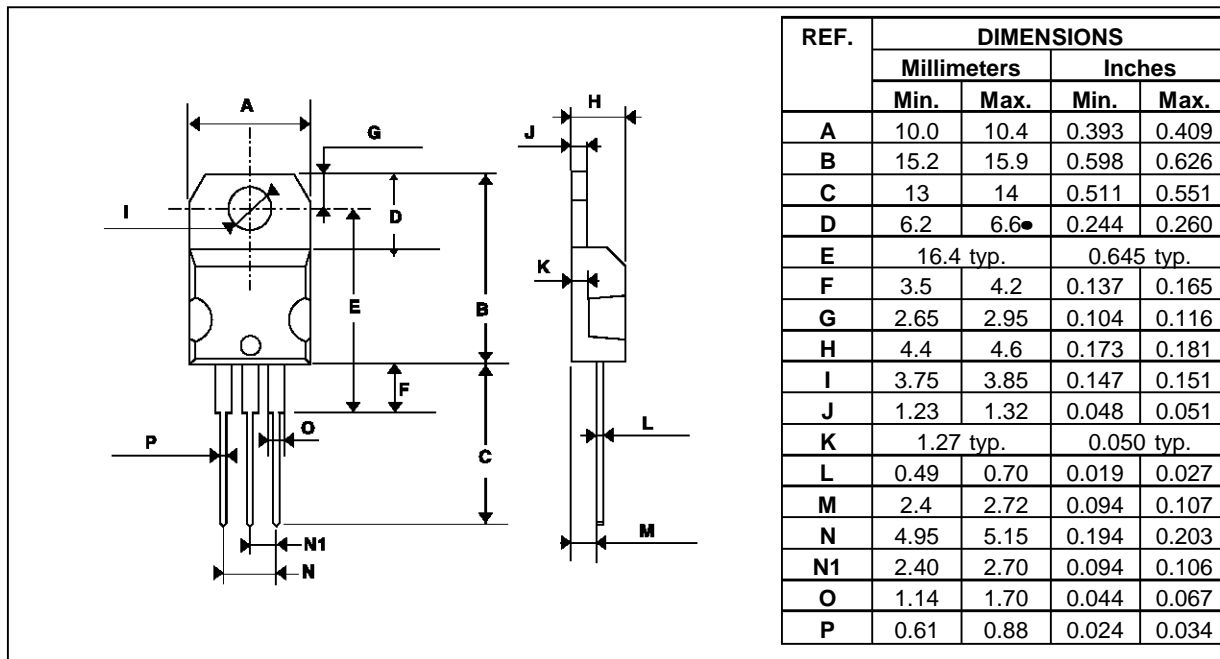 A
G
I
D
E
B
F
O
P
C
N1
N
H
J
K
L
M
REF. DIMENSIONS
Millimeters Inches
Min. Max. Min. Max.
A 10.0 10.4 0.393 0.409
B 15.2 15.9 0.598 0.626
C 13 14 0.511 0.551
D 6.2 6.6 0.244 0.260
E 16.4 typ. 0.645 typ.
F 3.5 4.2 0.137 0.165
G 2.65 2.95 0.104 0.116
H 4.4 4.6 0.173 0.181
I 3.75 3.85 0.147 0.151
J 1.23 1.32 0.048 0.051
K 1.27 typ. 0.050 typ.
L 0.49 0.70 0.019 0.027
M 2.4 2.72 0.094 0.107
N 4.95 5.15 0.194 0.203
N1 2.40 2.70 0.094 0.106
O 1.14 1.70 0.044 0.067
P 0.61 0.88 0.024 0.034